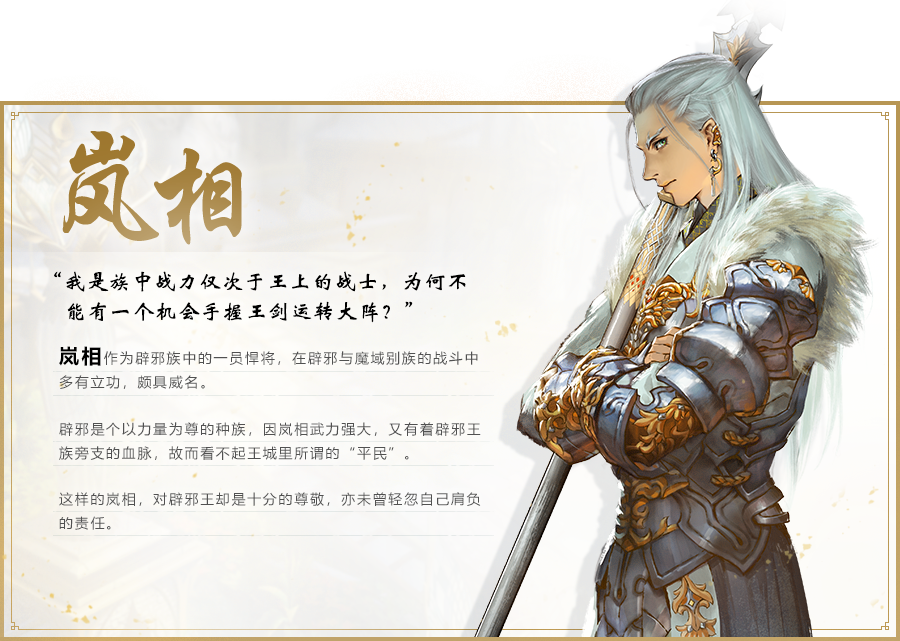 岚相
“我是族中战力仅次于王上的战士，为何不
能有一个机会手握王剑运转大阵？”
岚相作为辟邪族中的一员悍将，在辟邪与魔域别族的战斗中
多有立功，颇具威名。
辟邪是个以力量为尊的种族，因岚相武力强大，又有着辟邪王
族旁支的血脉，故而看不起王城里所谓的“平民”。
这样的岚相，对辟邪王却是十分的尊敬，亦未曾轻忽自己肩负
的责任。